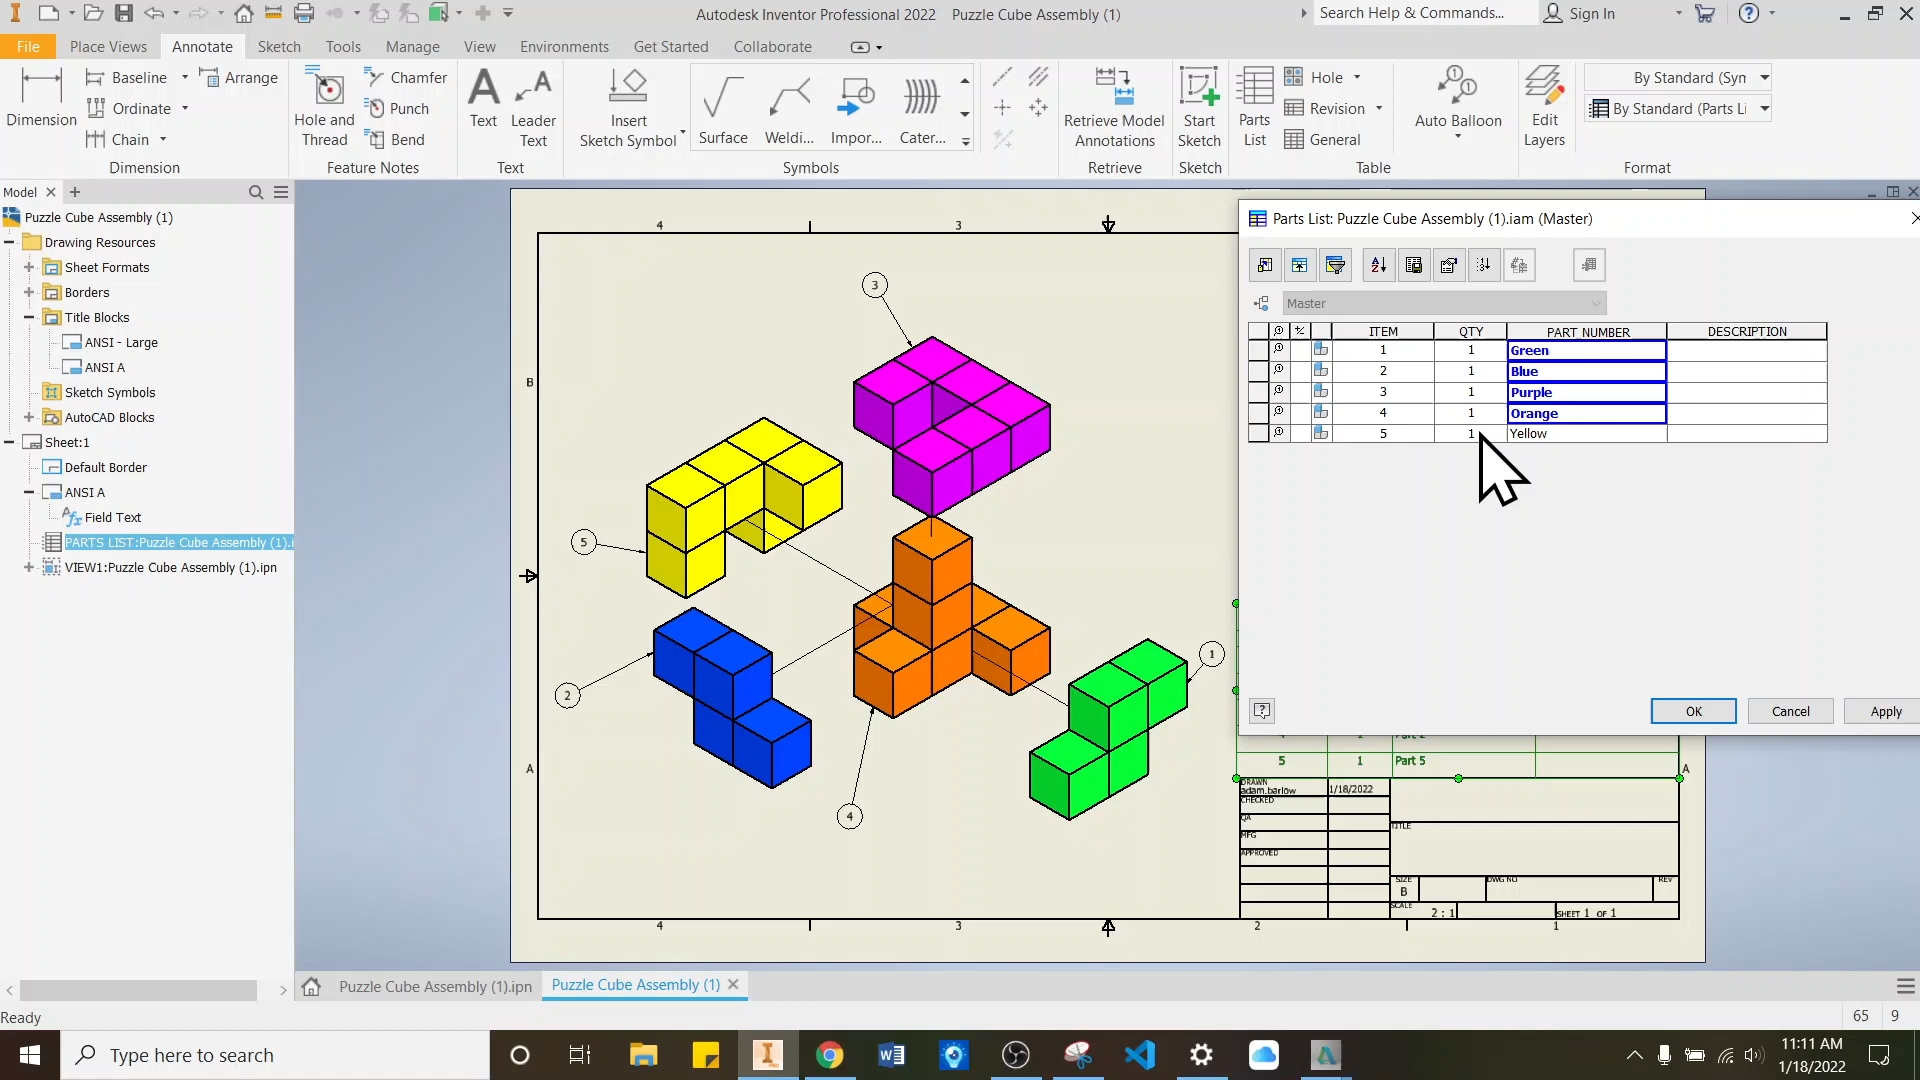 Autodesk Inventor Professional 2022 Puzzle Cube Assembly (1)
Search Help & Commands...
Sign In
File
Place Views
Annotate
Sketch
Tools
Manage
View
Environments
Get Started
Collaborate
Dimension
Baseline
Ordinate
Chain
Arrange
Dimension
Hole and Thread
Chamfer
Punch
Bend
Feature Notes
Text
Leader Text
Text
Insert Sketch Symbol
Surface
Weldi...
Impor...
Cater...
Symbols
Retrieve Model Annotations
Retrieve
Start Sketch
Sketch
Parts List
Hole
Revision
General
Table
Auto Balloon
Edit Layers
By Standard (Sym
By Standard (Parts Li
Format
Model
Puzzle Cube Assembly (1)
Drawing Resources
Sheet Formats
Borders
Title Blocks
ANSI - Large
ANSI A
Sketch Symbols
AutoCAD Blocks
Sheet:1
Default Border
ANSI A
Field Text
PARTS LIST:Puzzle Cube Assembly (1).i
VIEW1:Puzzle Cube Assembly (1).ipn
4 3
B
A
3
5
2
4
1
4 3 2 1
A
Parts List: Puzzle Cube Assembly (1).iam (Master)
Master
ITEM QTY PART NUMBER DESCRIPTION
1 1 Green
2 1 Blue
3 1 Purple
4 1 Orange
5 1 Yellow
OK
Cancel
Apply
4 1 Part 2
5 1 Part 5
DRAWN
adam.barlow 1/18/2022
CHECKED
QA
MFG
APPROVED
TITLE
SIZE
B
DWG NO
REV
SCALE
2 : 1
SHEET 1 OF 1
Puzzle Cube Assembly (1).ipn
Puzzle Cube Assembly (1)
Ready
65 9
Type here to search
11:11 AM
1/18/2022